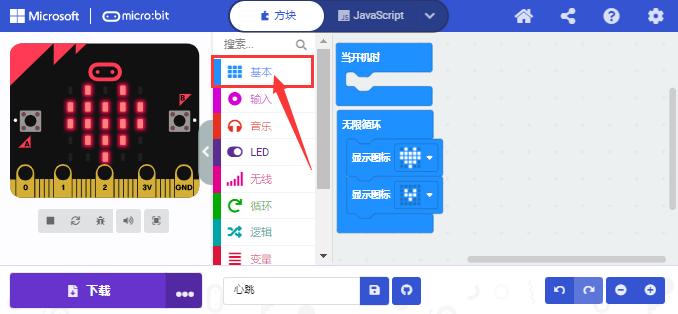 Microsoft
micro:bit
方块
JavaScript
搜索...
基本
输入
音乐
LED
无线
循环
逻辑
变量
当开机时
无限循环
显示图标
显示图标
B
A
0 1 2 3V GND
下载
心跳